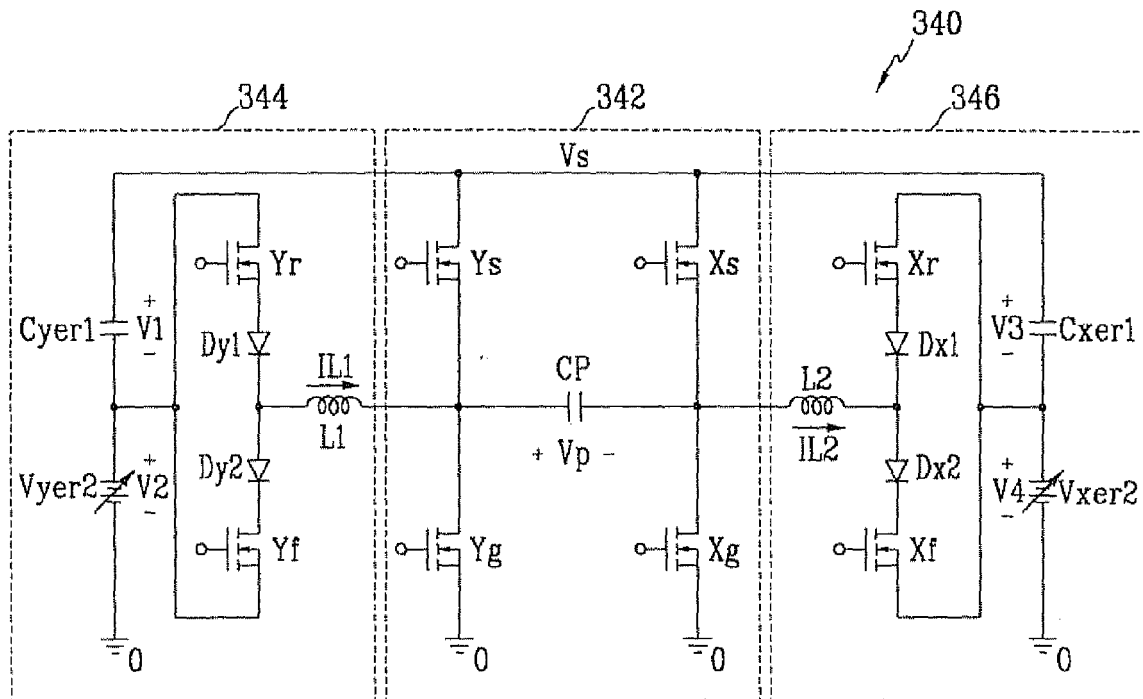 340
344
342
346
Vs
Yr
Ys
Xs
Xr
Cyer1
+
V1
-
Dy1
IL1
L1
CP
+ Vp -
L2
IL2
Dx1
+
V3
-
Cxer1
Vyer2
+
V2
-
Dy2
Yf
Yg
Xg
Dx2
Xf
+
V4
-
Vxer2
0
0
0
0